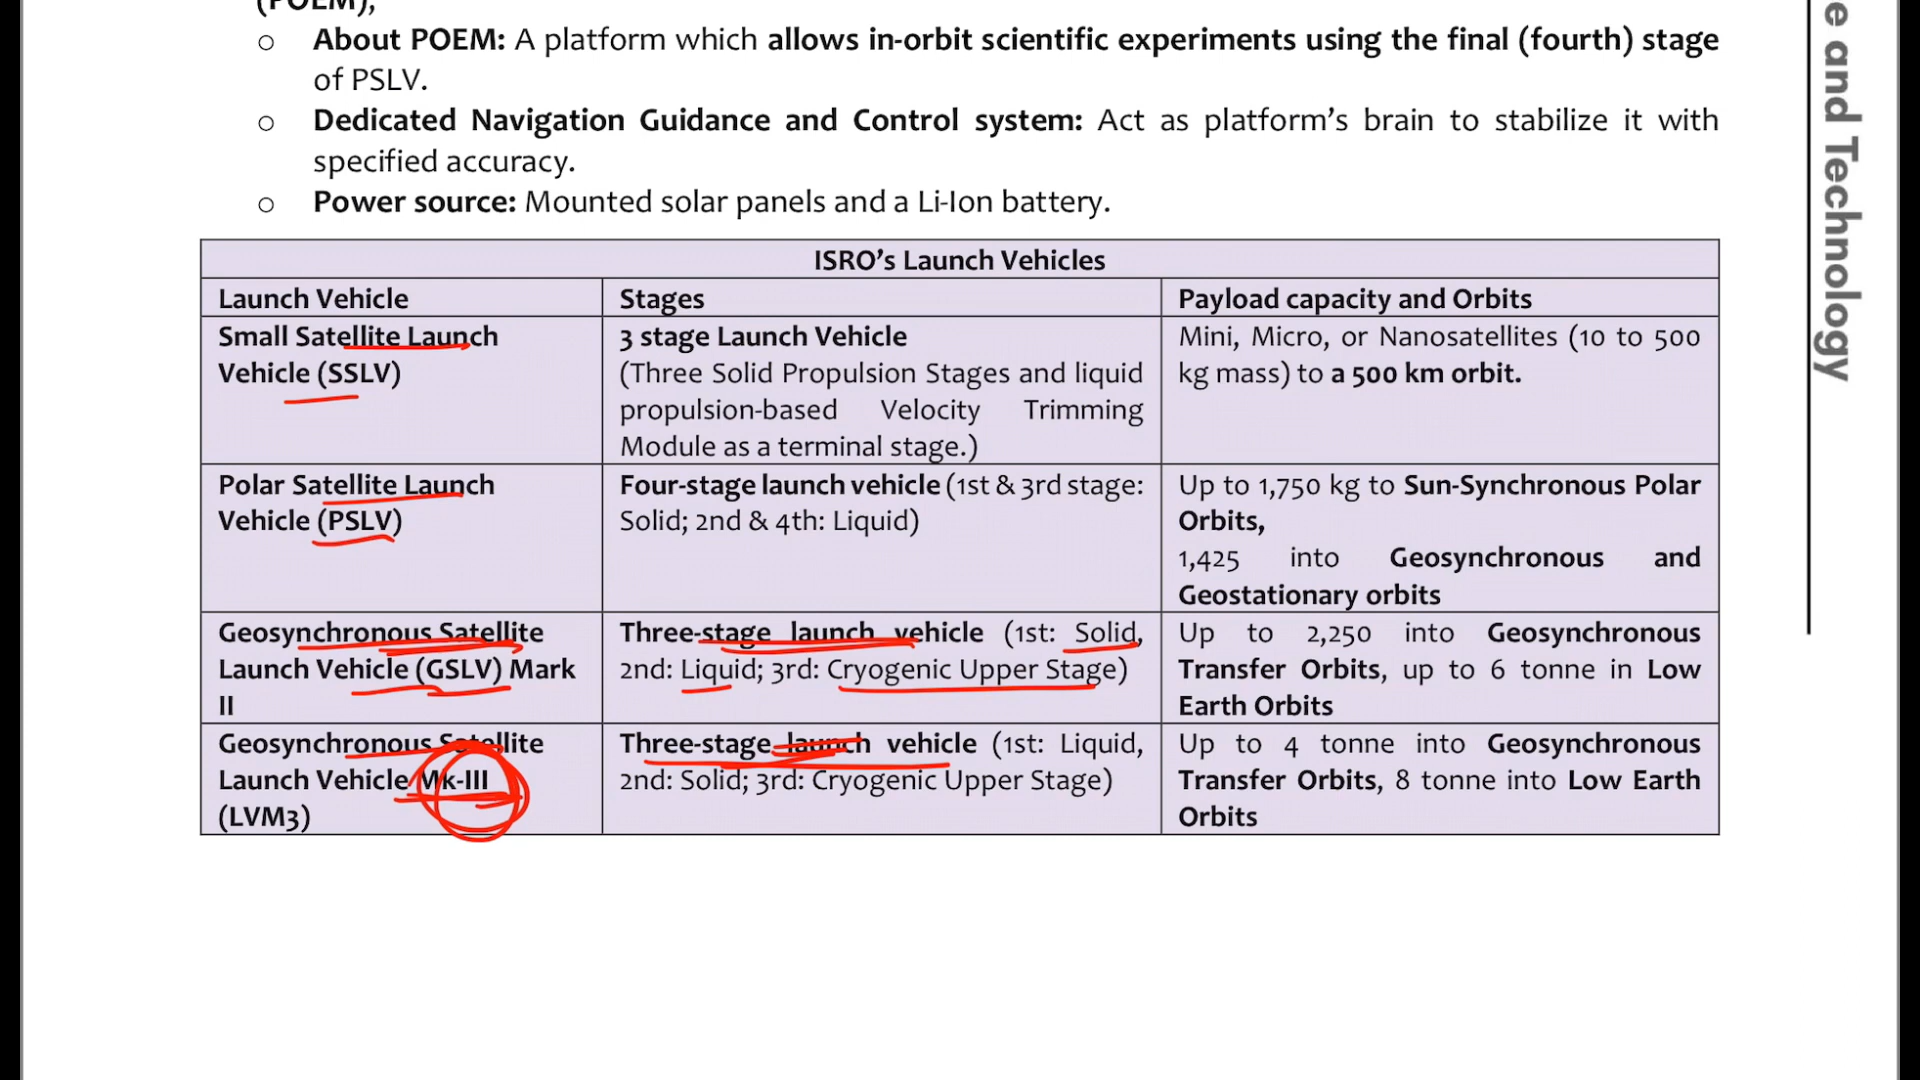 (POEM),
o About POEM: A platform which allows in-orbit scientific experiments using the final (fourth) stage
of PSLV.
o Dedicated Navigation Guidance and Control system: Act as platform’s brain to stabilize it with
specified accuracy.
o Power source: Mounted solar panels and a Li-Ion battery.
ISRO’s Launch Vehicles
Launch Vehicle
Stages
Payload capacity and Orbits
Small Satellite Launch
Vehicle (SSLV)
3 stage Launch Vehicle
(Three Solid Propulsion Stages and liquid
propulsion-based Velocity Trimming
Module as a terminal stage.)
Mini, Micro, or Nanosatellites (10 to 500
kg mass) to a 500 km orbit.
Polar Satellite Launch
Vehicle (PSLV)
Four-stage launch vehicle (1st & 3rd stage:
Solid; 2nd & 4th: Liquid)
Up to 1,750 kg to Sun-Synchronous Polar
Orbits,
1,425 into Geosynchronous and
Geostationary orbits
Geosynchronous Satellite
Launch Vehicle (GSLV) Mark
II
Three-stage launch vehicle (1st: Solid,
2nd: Liquid; 3rd: Cryogenic Upper Stage)
Up to 2,250 into Geosynchronous
Transfer Orbits, up to 6 tonne in Low
Earth Orbits
Geosynchronous Satellite
Launch Vehicle Mk-III
(LVM3)
Three-stage launch vehicle (1st: Liquid,
2nd: Solid; 3rd: Cryogenic Upper Stage)
Up to 4 tonne into Geosynchronous
Transfer Orbits, 8 tonne into Low Earth
Orbits
e and Technology